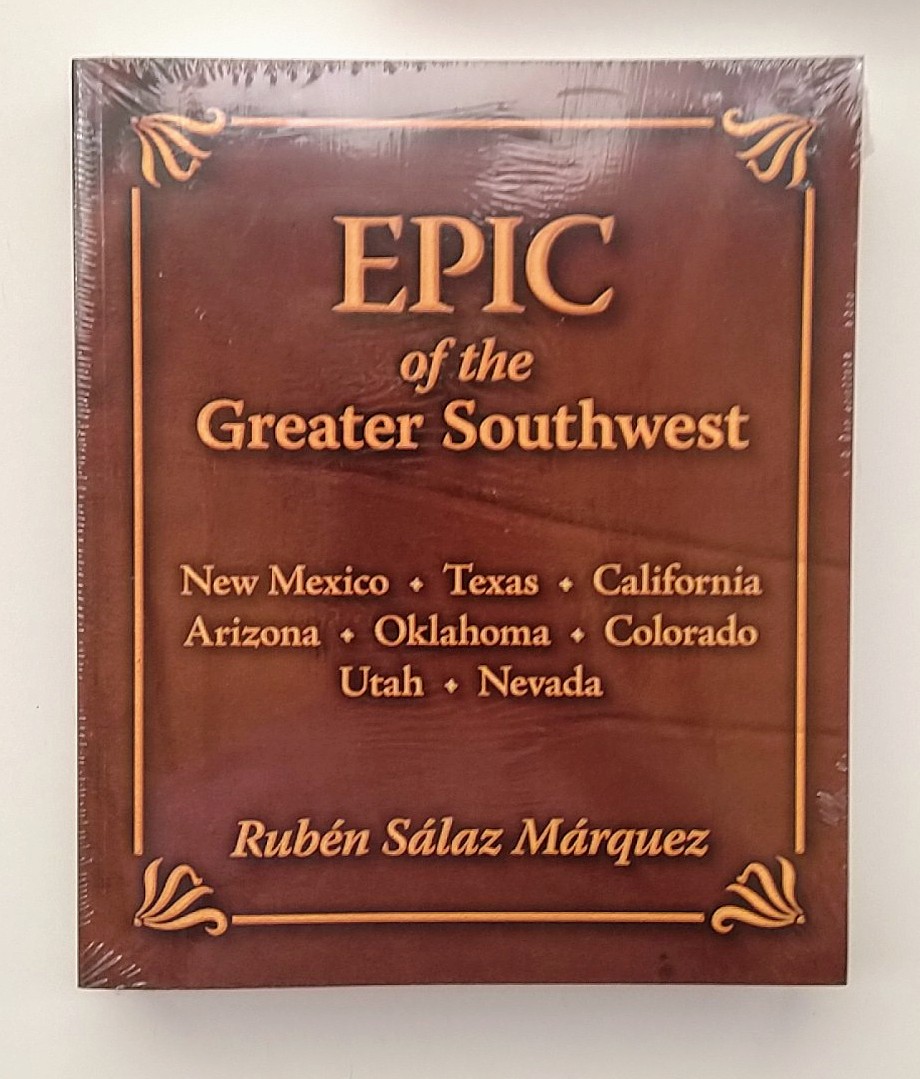 EPIC
of the
Greater Southwest
New Mexico ⬩ Texas ⬩ California
Arizona ⬩ Oklahoma ⬩ Colorado
Utah ⬩ Nevada
Rubén Sálaz Márquez